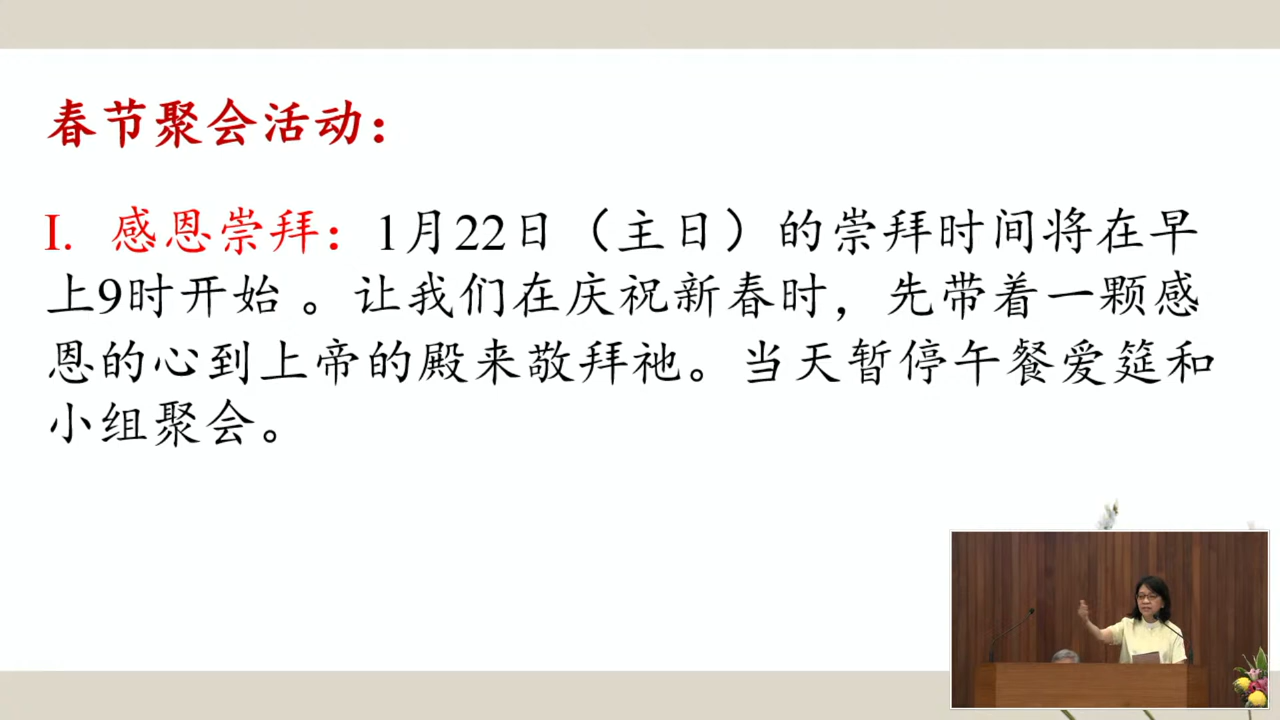 春节聚会活动：
I. 感恩崇拜：1月22日（主日）的崇拜时间将在早
上9时开始 。让我们在庆祝新春时，先带着一颗感
恩的心到上帝的殿来敬拜祂。当天暂停午餐爱筵和
小组聚会。